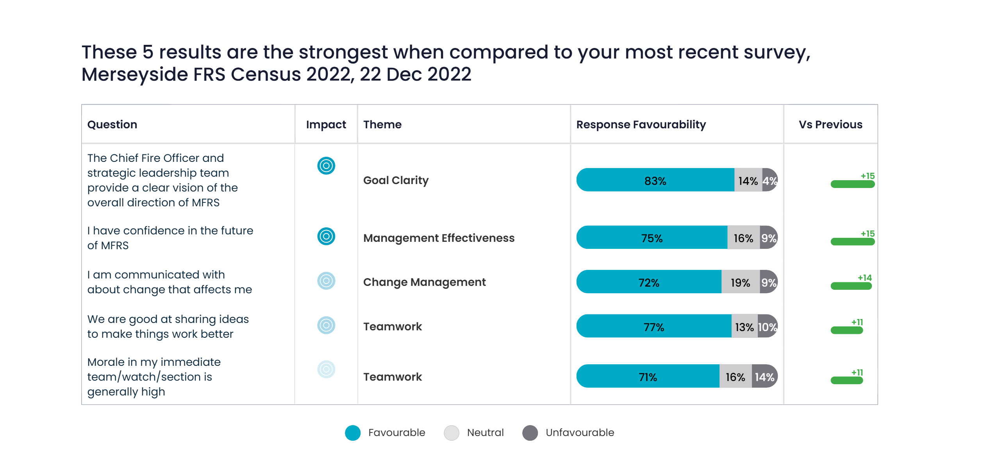 These 5 results are the strongest when compared to your most recent survey,
Merseyside FRS Census 2022, 22 Dec 2022
Question Impact Theme Response Favourability Vs Previous
The Chief Fire Officer and
strategic leadership team
provide a clear vision of the
overall direction of MFRS
Goal Clarity
83% 14% 4%
+15
I have confidence in the future
of MFRS
Management Effectiveness
75% 16% 9%
+15
I am communicated with
about change that affects me
Change Management
72% 19% 9%
+14
We are good at sharing ideas
to make things work better
Teamwork
77% 13% 10%
+11
Morale in my immediate
team/watch/section is
generally high
Teamwork
71% 16% 14%
+11
Favourable Neutral Unfavourable